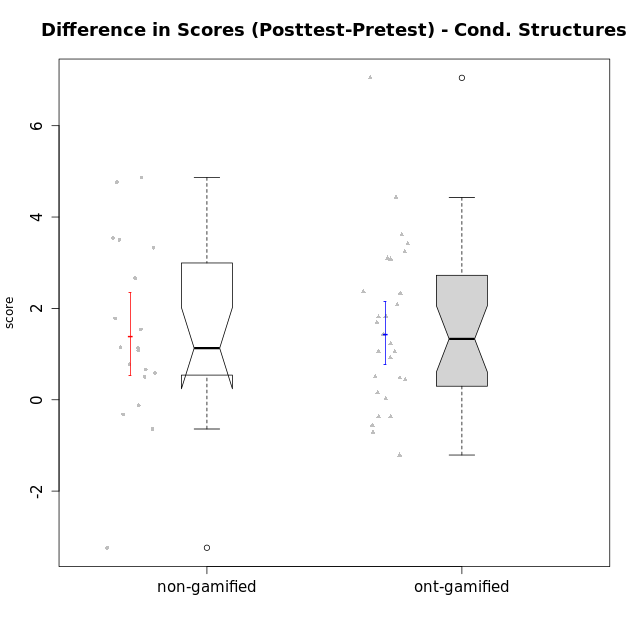 Difference in Scores (Posttest-Pretest) - Cond. Structures
6
4
2
0
-2
score
non-gamified
ont-gamified